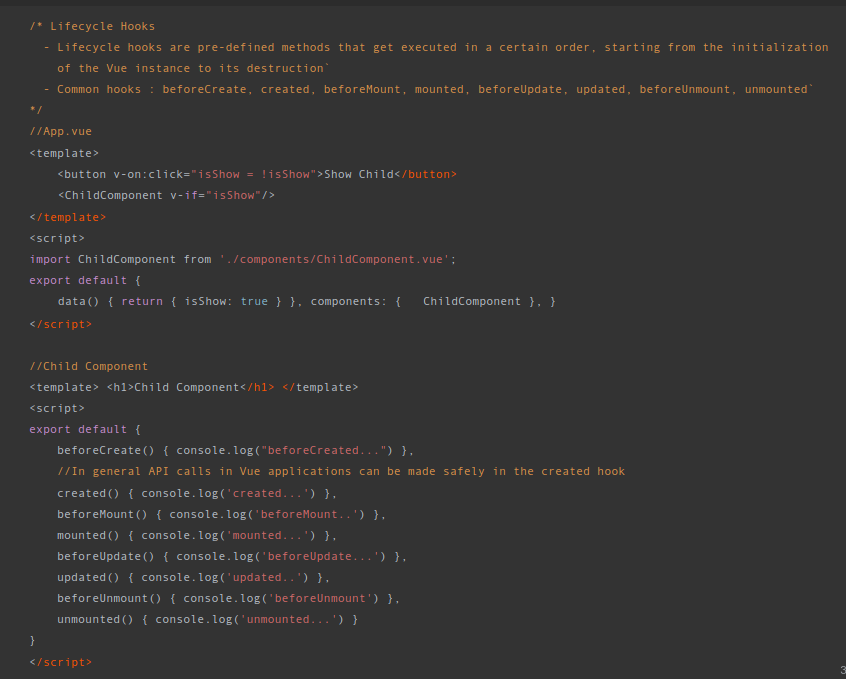 /* Lifecycle Hooks
- Lifecycle hooks are pre-defined methods that get executed in a certain order, starting from the initialization
of the Vue instance to its destruction`
- Common hooks : beforeCreate, created, beforeMount, mounted, beforeUpdate, updated, beforeUnmount, unmounted`
*/
//App.vue
<template>
<button v-on:click="isShow = !isShow">Show Child</button>
<ChildComponent v-if="isShow"/>
</template>
<script>
import ChildComponent from './components/ChildComponent.vue';
export default {
data() { return { isShow: true } }, components: {   ChildComponent }, }
</script>
//Child Component
<template> <h1>Child Component</h1> </template>
<script>
export default {
beforeCreate() { console.log("beforeCreated...") },
//In general API calls in Vue applications can be made safely in the created hook
created() { console.log('created...') },
beforeMount() { console.log('beforeMount..') },
mounted() { console.log('mounted...') },
beforeUpdate() { console.log('beforeUpdate...') },
updated() { console.log('updated..') },
beforeUnmount() { console.log('beforeUnmount') },
unmounted() { console.log('unmounted...') }
}
</script>